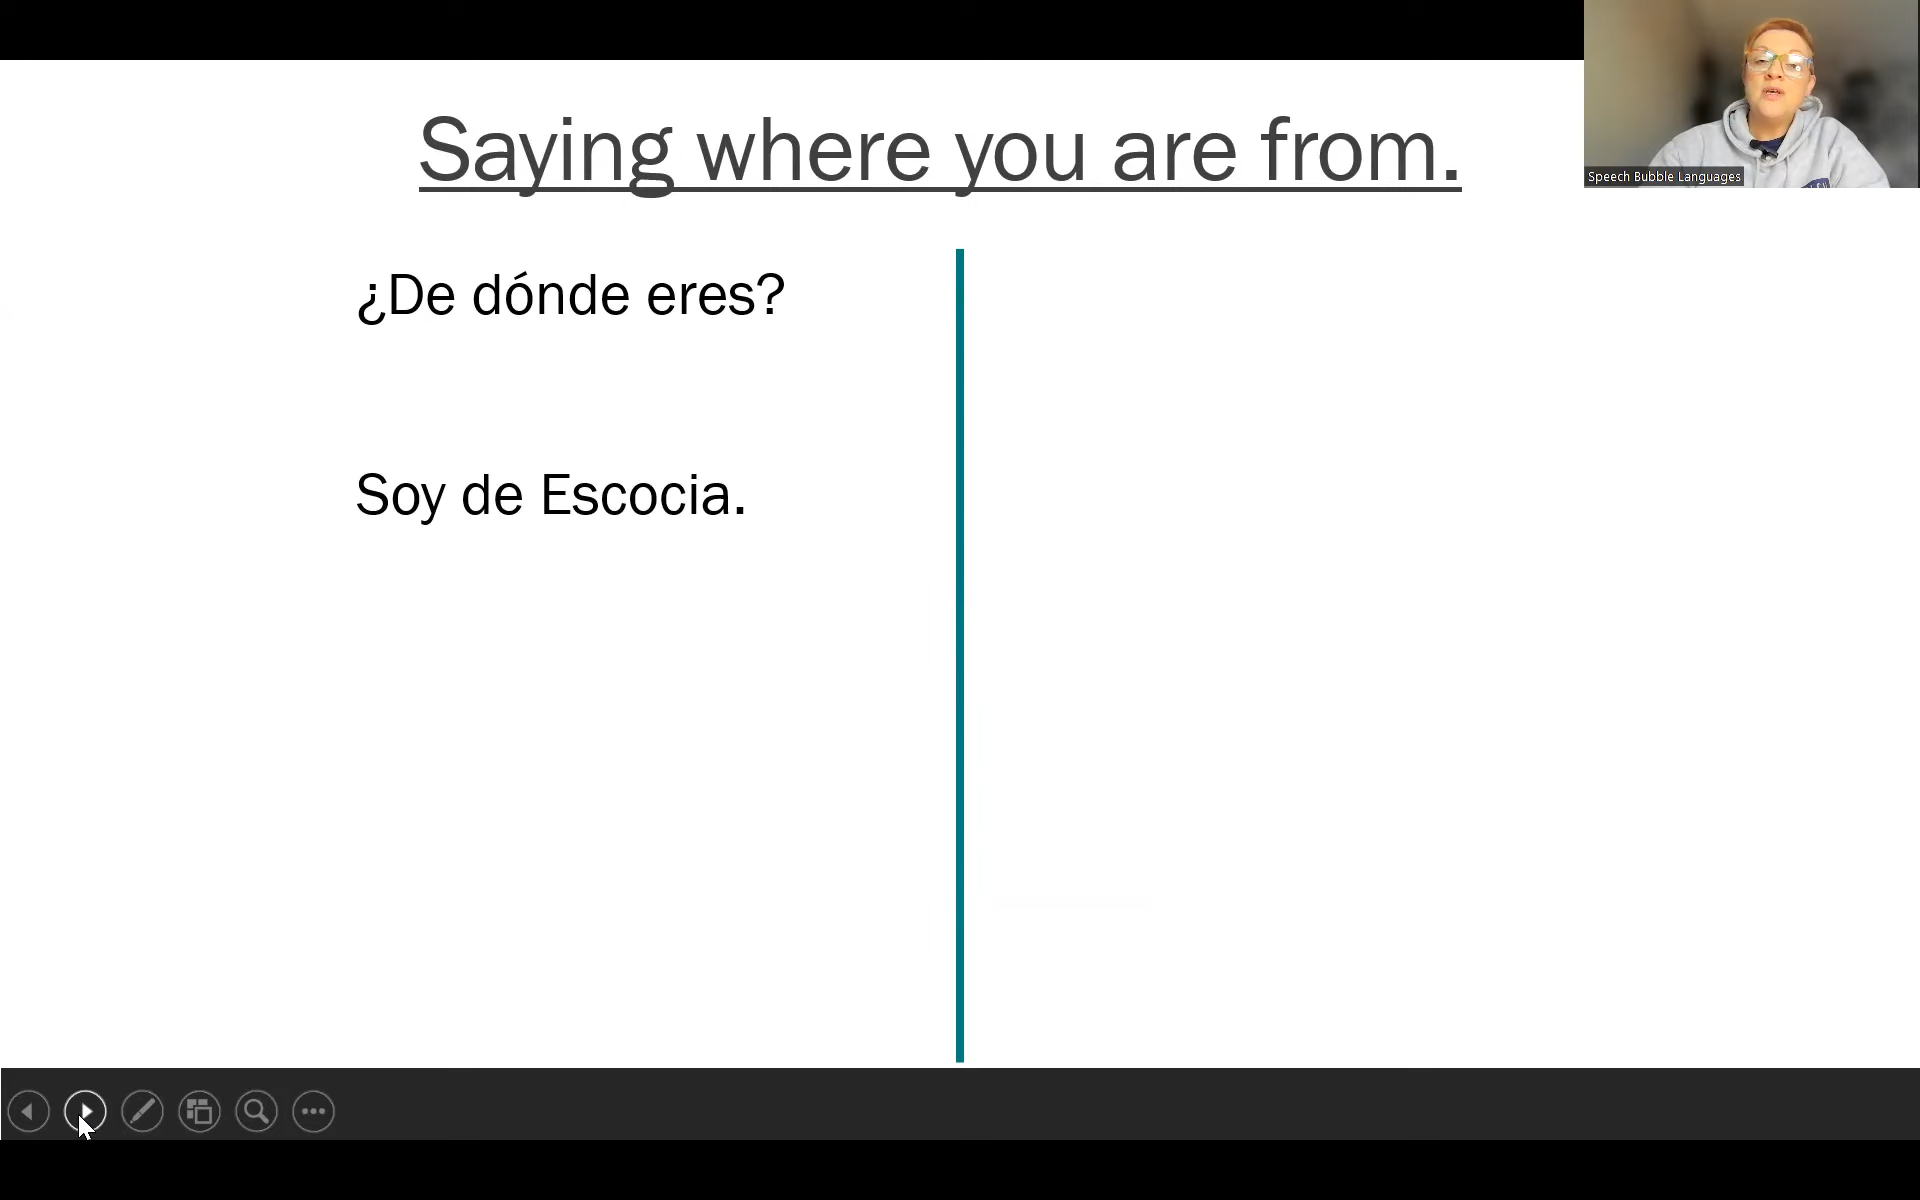 Saying where you are from.
Speech Bubble Languages
¿De dónde eres?
Soy de Escocia.